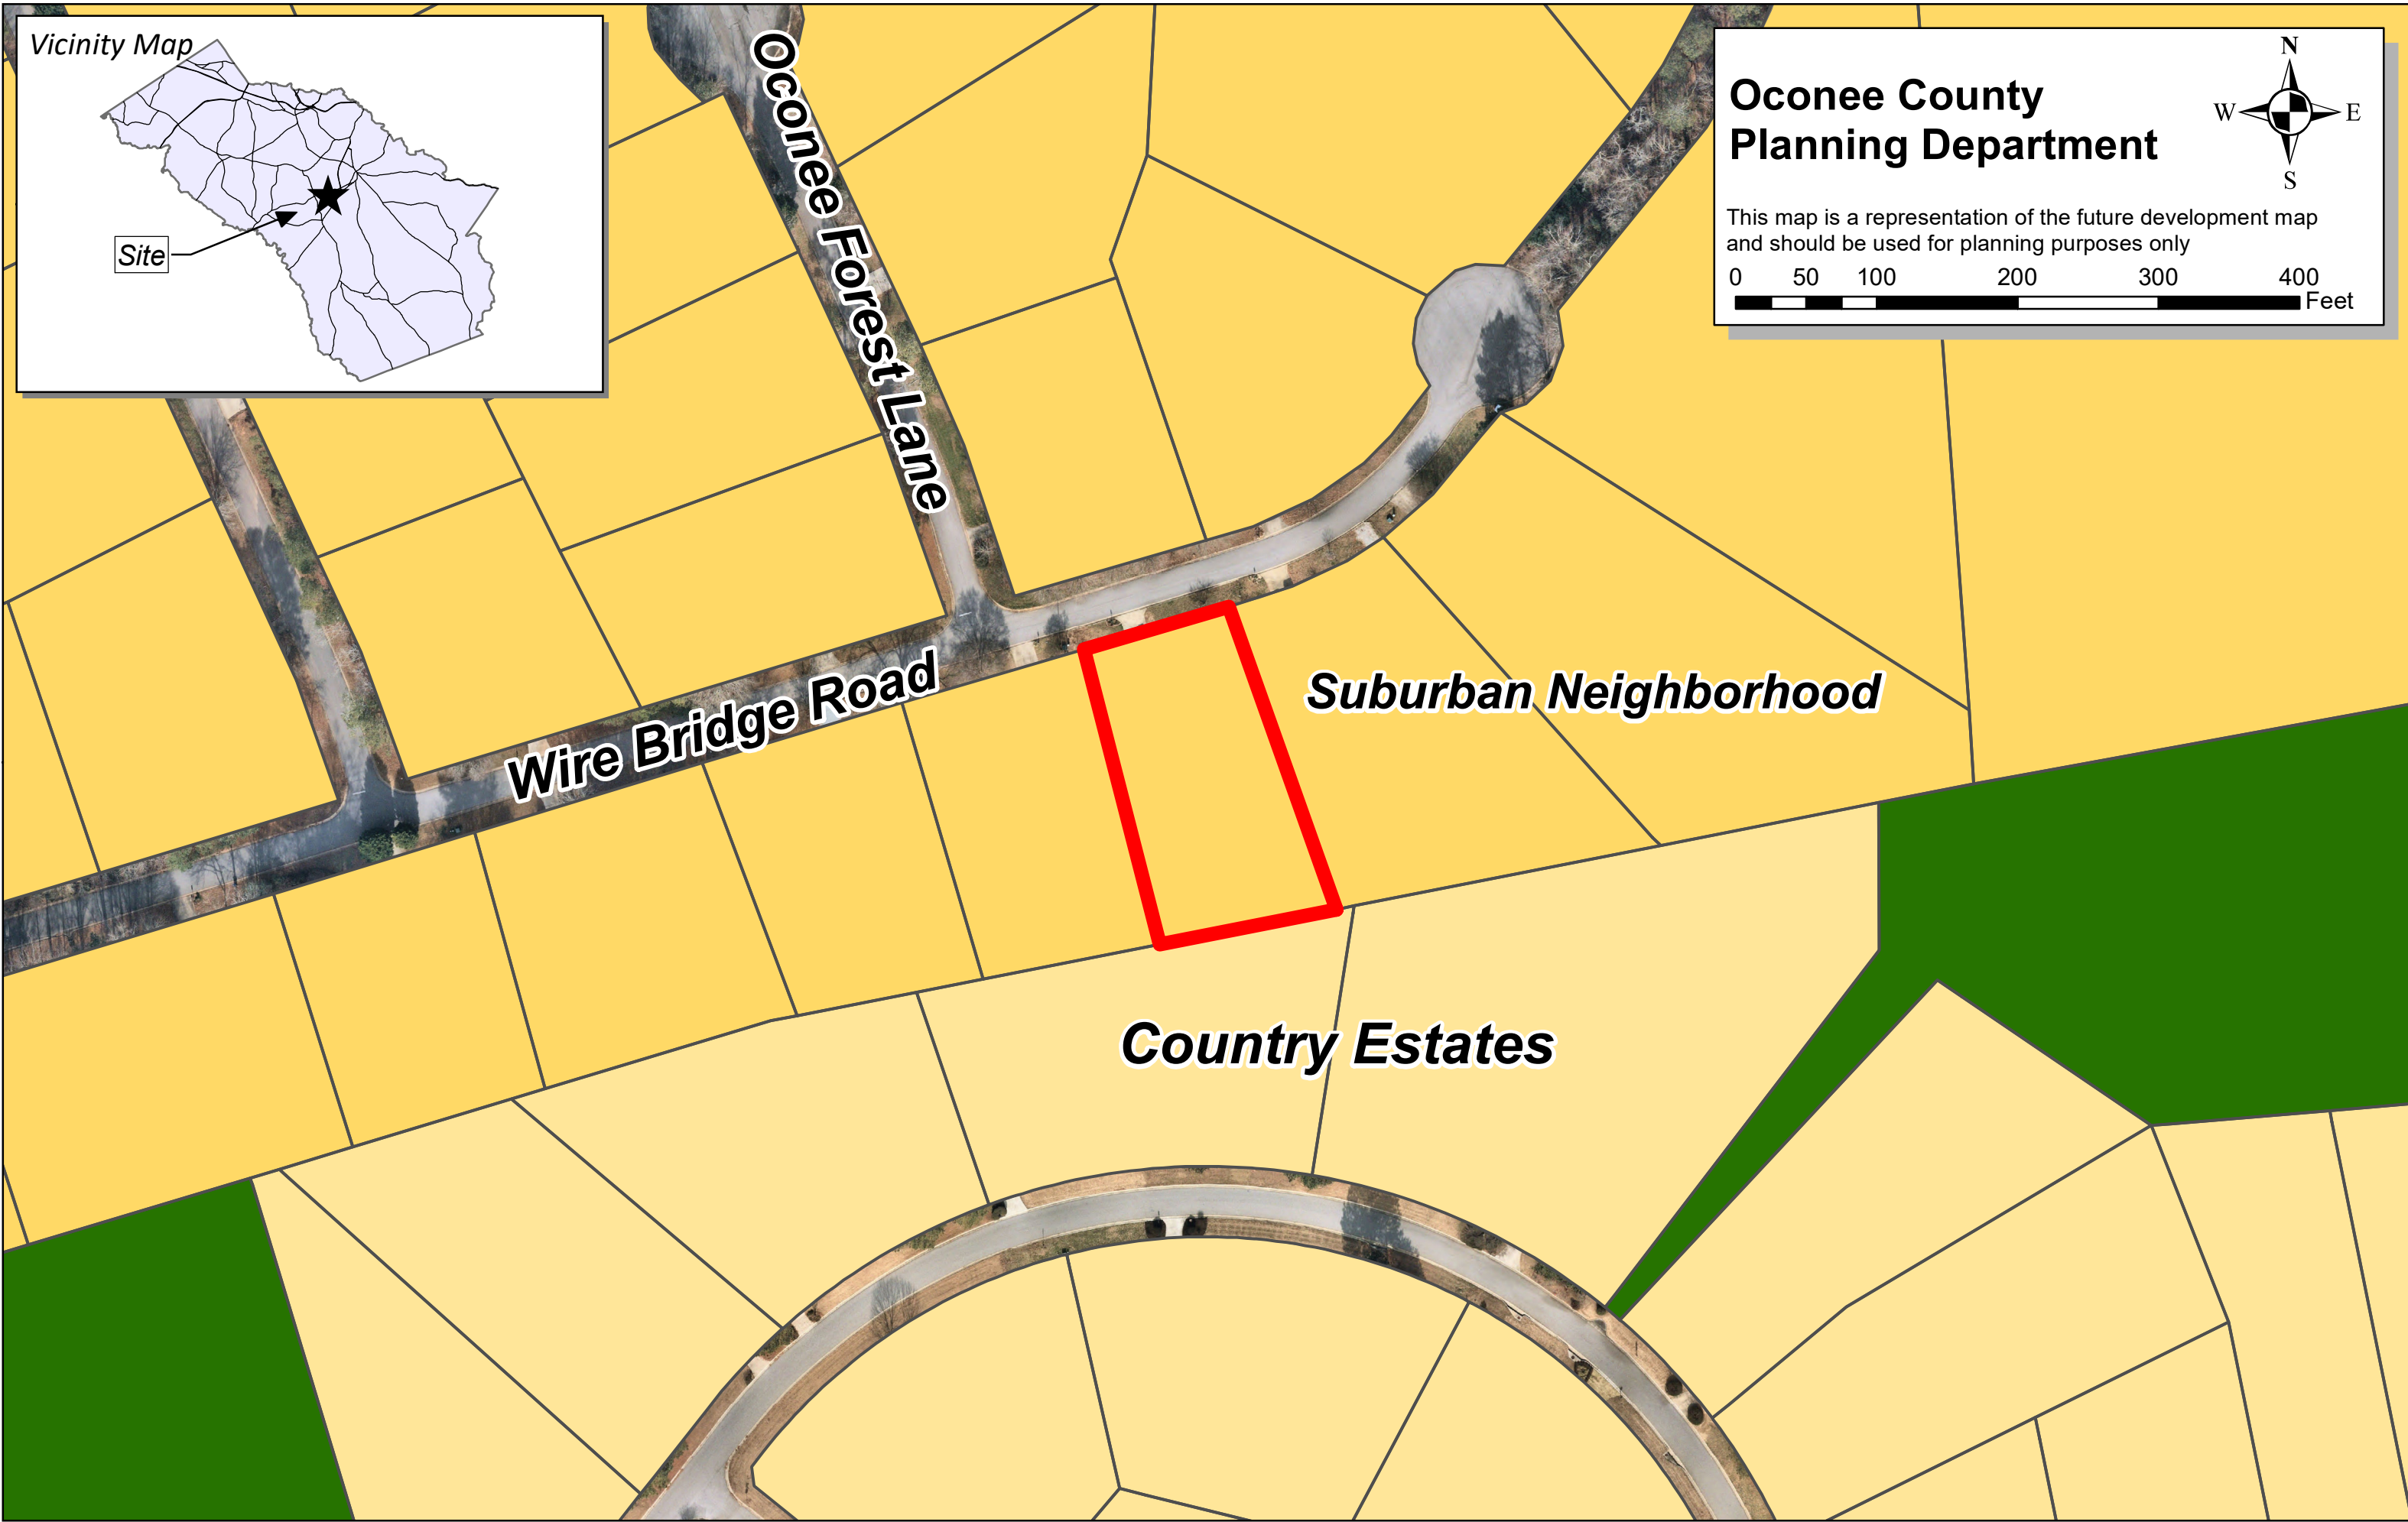 Vicinity Map
Site
Oconee County
Planning Department
N
W E
S
This map is a representation of the future development map
and should be used for planning purposes only
0 50 100 200 300 400
Feet
Oconee Forest Lane
Wire Bridge Road
Suburban Neighborhood
Country Estates